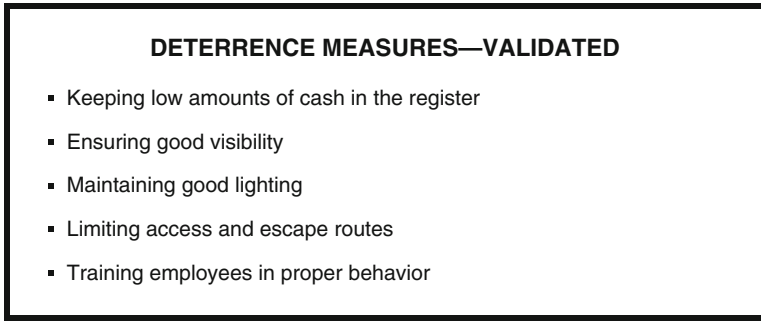 DETERRENCE MEASURES—VALIDATED
▪ Keeping low amounts of cash in the register
▪ Ensuring good visibility
▪ Maintaining good lighting
▪ Limiting access and escape routes
▪ Training employees in proper behavior